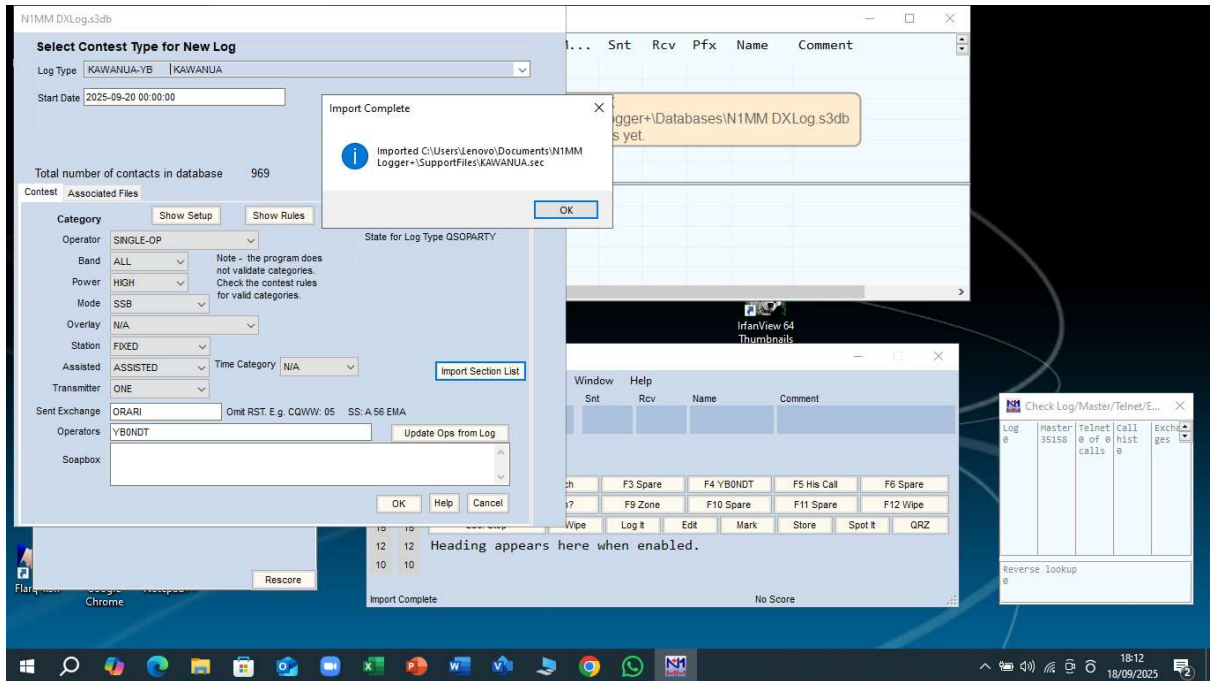 N1MM DXLog.s3db
Select Contest Type for New Log
Log Type KAWANUA-YB KAWANUA
Start Date 2025-09-20 00:00:00
Total number of contacts in database 969
Contest Associated Files
Category Show Setup Show Rules
Operator SINGLE-OP
State for Log Type QSOPARTY
Band ALL
Note - the program does
not validate categories.
Check the contest rules
for valid categories.
Power HIGH
Mode SSB
Overlay N/A
Station FIXED
Assisted ASSISTED Time Category N/A Import Section List
Transmitter ONE
Sent Exchange ORARI Omit RST. E.g. CQWW: 05 SS: A 56 EMA
Operators YB0NDT Update Ops from Log
Soapbox
OK Help Cancel
Import Complete
Imported C:\Users\Lenovo\Documents\N1MM
Logger+\SupportFiles\KAWANUA.sec
OK
... Snt Rcv Pfx Name Comment
ogger+\Databases\N1MM DXLog.s3db
s yet.
IrfanView 64
Thumbnails
Window Help
Snt Rcv Name Comment
F3 Spare F4 YB0NDT F5 His Call F6 Spare
n? F9 Zone F10 Spare F11 Spare F12 Wipe
Wipe Log It Edit Mark Store Spot It QRZ
12 12 Heading appears here when enabled.
10 10
Import Complete No Score
Rescore
Chrome
Check Log/Master/Telnet/E...
Log Master Telnet Call Excha
0 35158 0 of 0 hist ges
calls 0
Reverse lookup
0
18:12
18/09/2025
2